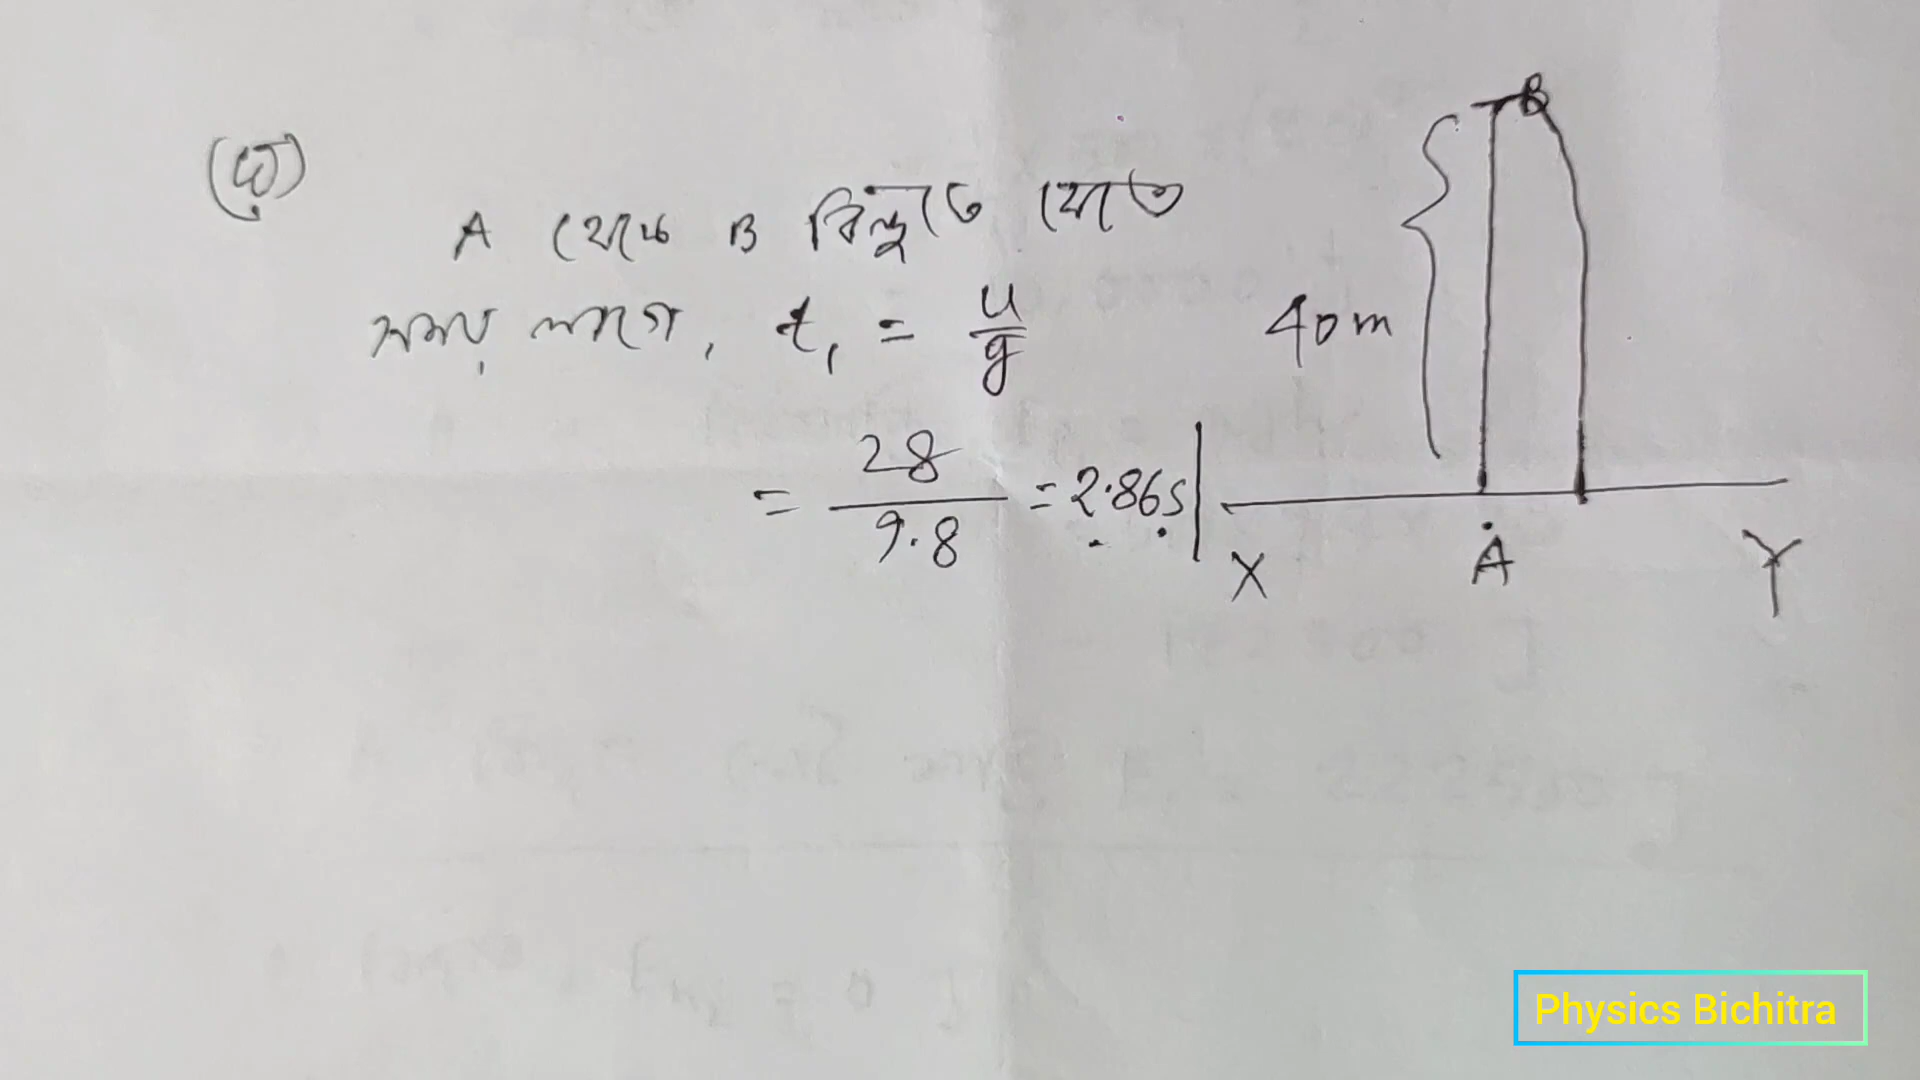 (ঘ)
A থেকে B বিন্দুতে যেতে
সময় লাগে, t₁ = u/g
= 28/9.8 = 2.86s
40m
B
X A Y
Physics Bichitra